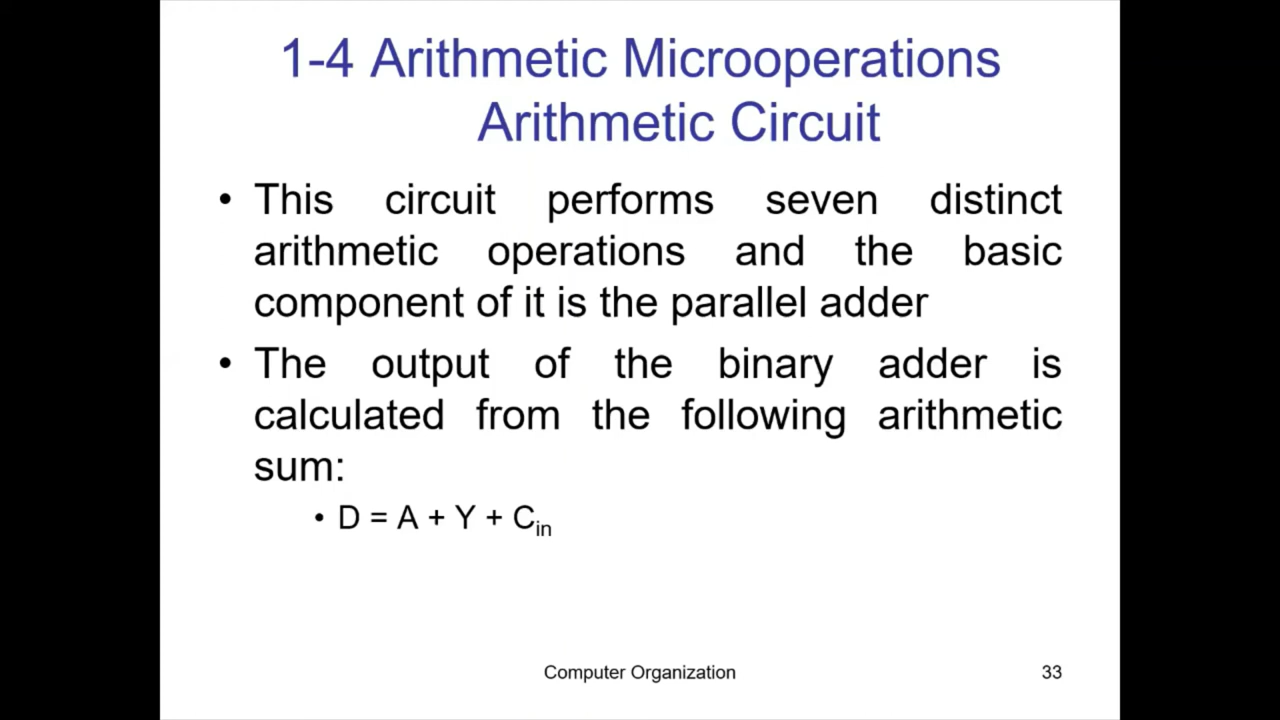 1-4 Arithmetic Microoperations
Arithmetic Circuit
• This circuit performs seven distinct
arithmetic operations and the basic
component of it is the parallel adder
• The output of the binary adder is
calculated from the following arithmetic
sum:
• D = A + Y + Cin
Computer Organization
33